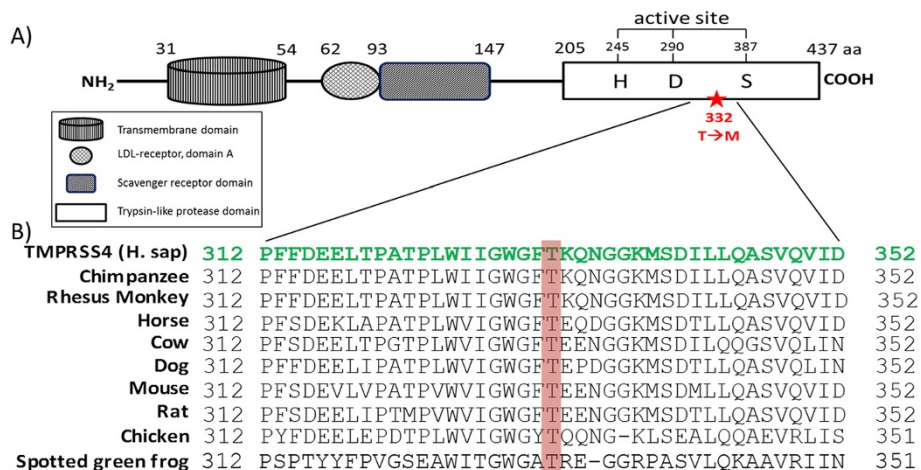 A)
active site
31 54 62 93 147 205 245 290 387 437 aa
NH2 H D S COOH
332
T→M
Transmembrane domain
LDL-receptor, domain A
Scavenger receptor domain
Trypsin-like protease domain
B)
TMPRSS4 (H. sap) 312 PFFDEELTPATPLWIIGWGFTKQNGGKMSDILLQASVQVID 352
Chimpanzee 312 PFFDEELTPATPLWIIGWGFTKQNGGKMSDILLQASVQVID 352
Rhesus Monkey 312 PFFDEELTPATPLWIIGWGFTKQNGGKMSDILLQASVQVID 352
Horse 312 PFSDEKLAPATPLWVIGWGFTEQDGGKMSDTLLQASVQVID 352
Cow 312 PFSDEELTPGTPLWVIGWGFTEENGGKMSDILLQQGSVQLIN 352
Dog 312 PFFDEELIPATPLWVIGWGFTEPDGGKMTDTLLQASVQLIN 352
Mouse 312 PFSDEVLVPATPVWVIGWGFTEENGGKMSDMLLQASVQVID 352
Rat 312 PFSDEELIPTMPVWVIGWGFTEENGGKMSDTLLQASVQVID 352
Chicken 312 PYFDEELEPDTPLWVIGWGYTQQNG-KLSEALQQAEVRLIS 351
Spotted green frog 312 PSPTYYFPVGSEAWITGWGATRE-GGRPASVLQKAAVRIIN 351